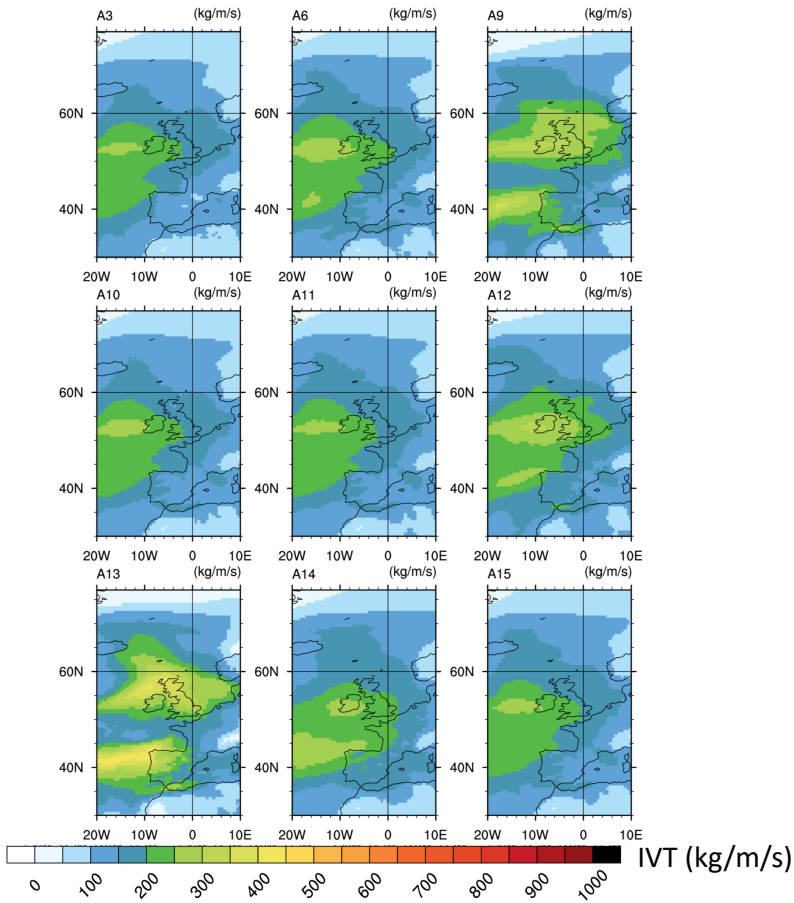 A3 (kg/m/s) A6 (kg/m/s) A9 (kg/m/s)
60N 60N 60N
40N 40N 40N
20W 10W 0 10E 20W 10W 0 10E 20W 10W 0 10E
A10 (kg/m/s) A11 (kg/m/s) A12 (kg/m/s)
60N 60N 60N
40N 40N 40N
20W 10W 0 10E 20W 10W 0 10E 20W 10W 0 10E
A13 (kg/m/s) A14 (kg/m/s) A15 (kg/m/s)
60N 60N 60N
40N 40N 40N
20W 10W 0 10E 20W 10W 0 10E 20W 10W 0 10E
IVT (kg/m/s)
0 100 200 300 400 500 600 700 800 900 1000